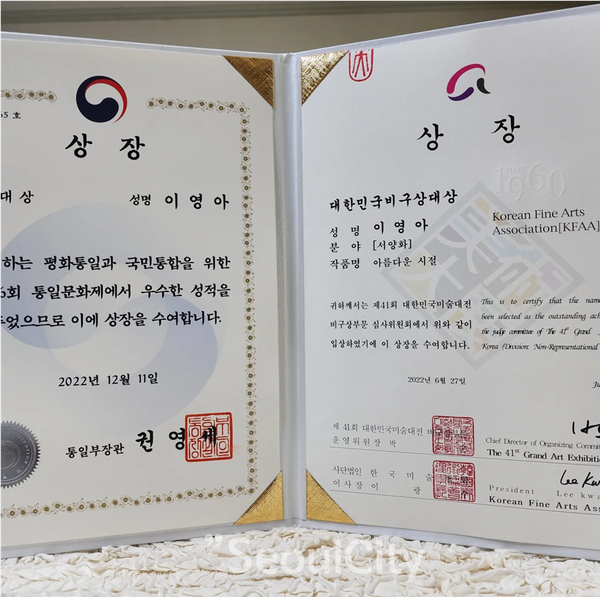 65 호
상 장
대상
성명 이 영 아
하는 평화통일과 국민통합을 위한
6회 통일문화제에서 우수한 성적을
두었으므로 이에 상장을 수여합니다.
2022년 12월 11일
통일부장관 권 영 세
상 장
대한민국비구상대상
성 명 이 영 아
분 야 [서양화]
작품명 아름다운 시절
귀하께서는 제41회 대한민국미술대전
비구상부문 심사위원회에서 위와 같이
입상하였기에 이 상장을 수여합니다.
2022년 6월 27일
제 41회 대한민국미술대전 비구상
운영위원장 박
사단법인 한 국 미 술
이 사 장 이 광
1960
Korean Fine Arts
Association[KFAA]
This is to certify that the name
been selected as the outstanding ach
the judge committee of The 41st Grand
Korea (Division: Non-Representational
Ju
Chief Director of Organizing Committ
The 41st Grand Art Exhibition
Lee Kw
President Lee kwa
Korean Fine Arts Asso
"SeoulCity